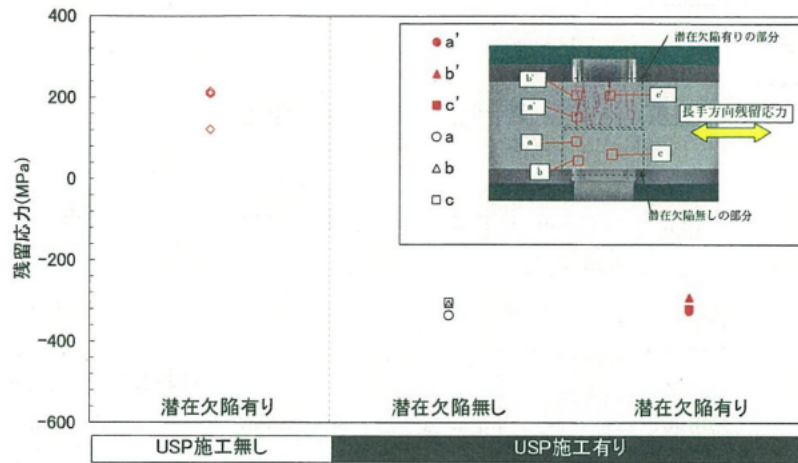 400
200
0
-200
-400
-600
残留応力(MPa)
a'
b'
c'
a
b
c
潜在欠陥有りの部分
b'
c'
a'
a
b
c
長手方向残留応力
潜在欠陥無しの部分
潜在欠陥有り
潜在欠陥無し
潜在欠陥有り
USP施工無し
USP施工有り